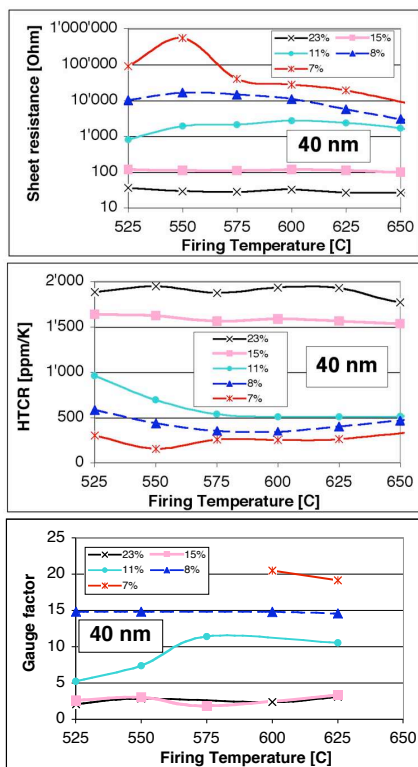 1'000'000
100'000
10'000
1'000
100
10
Sheet resistance [Ohm]
23%
15%
11%
8%
7%
40 nm
525 550 575 600 625 650
Firing Temperature [C]
2'000
1'500
1'000
500
0
HTCR [ppm/K]
23%
15%
11%
8%
7%
40 nm
525 550 575 600 625 650
Firing Temperature [C]
25
20
15
10
5
0
Gauge factor
23%
15%
11%
8%
7%
40 nm
525 550 575 600 625 650
Firing Temperature [C]